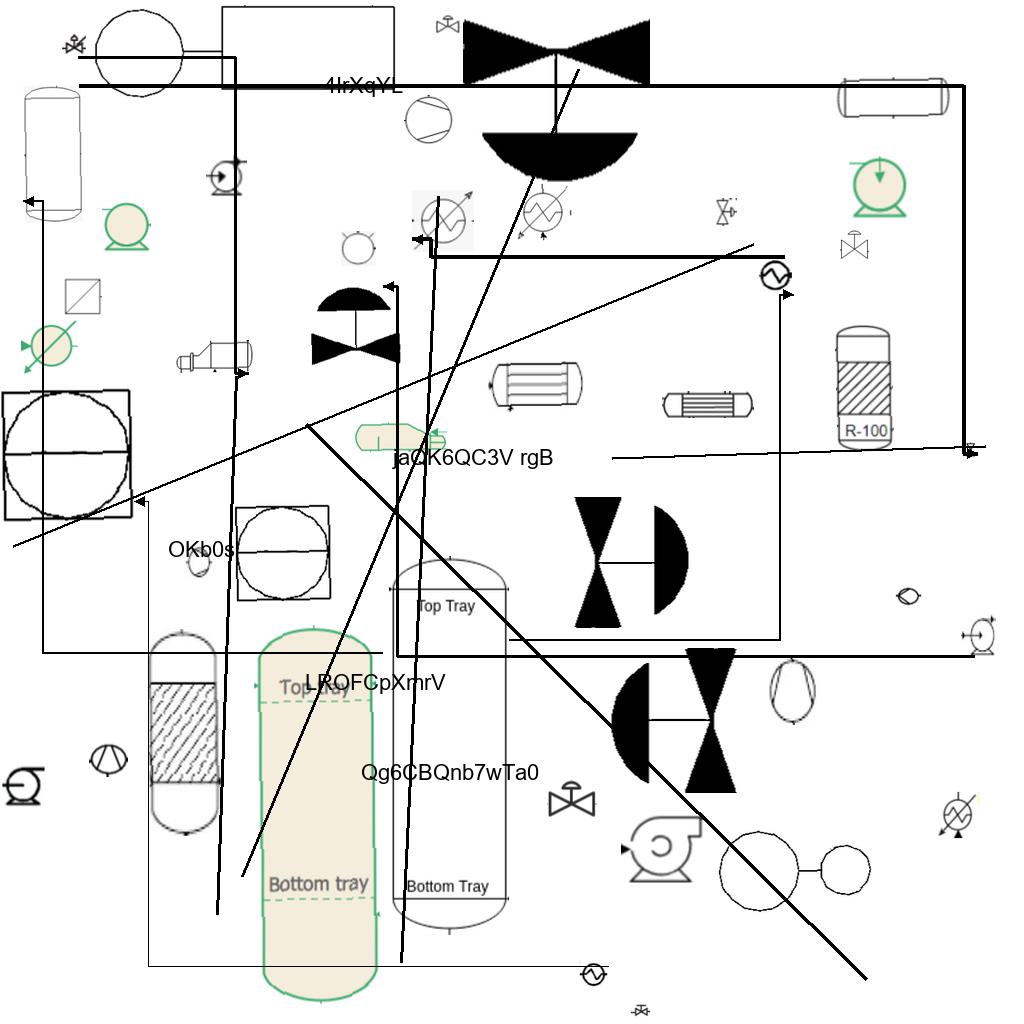 4IrXqYL
R-100
jaQK6QC3V rgB
OKb0s
Top Tray
Top tray
LROFCpXmrV
Qg6CBQnb7wTa0
Bottom tray
Bottom Tray